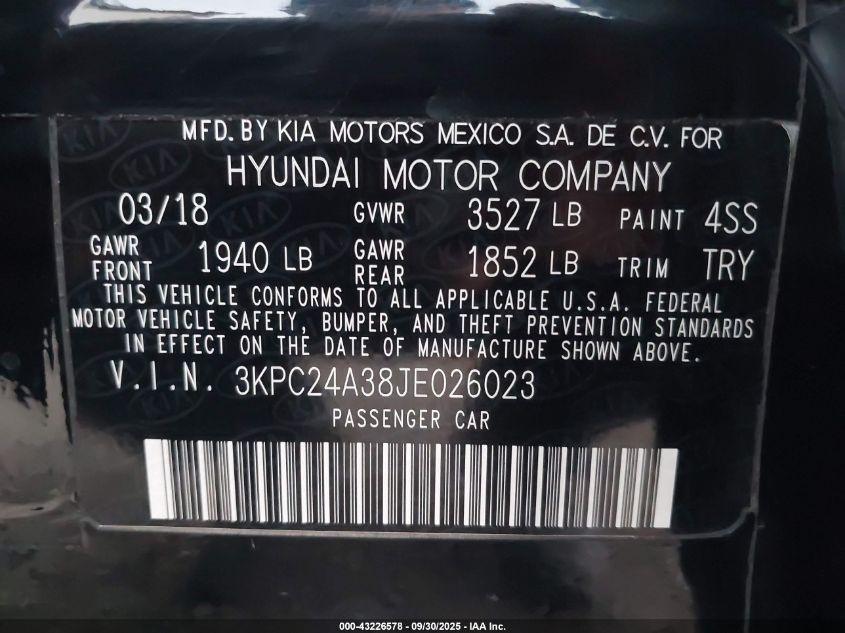 MFD. BY KIA MOTORS MEXICO S.A. DE C.V. FOR
HYUNDAI MOTOR COMPANY
03/18 GVWR 3527 LB PAINT 4SS
GAWR FRONT 1940 LB GAWR REAR 1852 LB TRIM TRY
THIS VEHICLE CONFORMS TO ALL APPLICABLE U.S.A. FEDERAL
MOTOR VEHICLE SAFETY, BUMPER, AND THEFT PREVENTION STANDARDS
IN EFFECT ON THE DATE OF MANUFACTURE SHOWN ABOVE.
V.I.N. 3KPC24A38JE026023
PASSENGER CAR
000-43226578 - 09/30/2025 - IAA Inc.